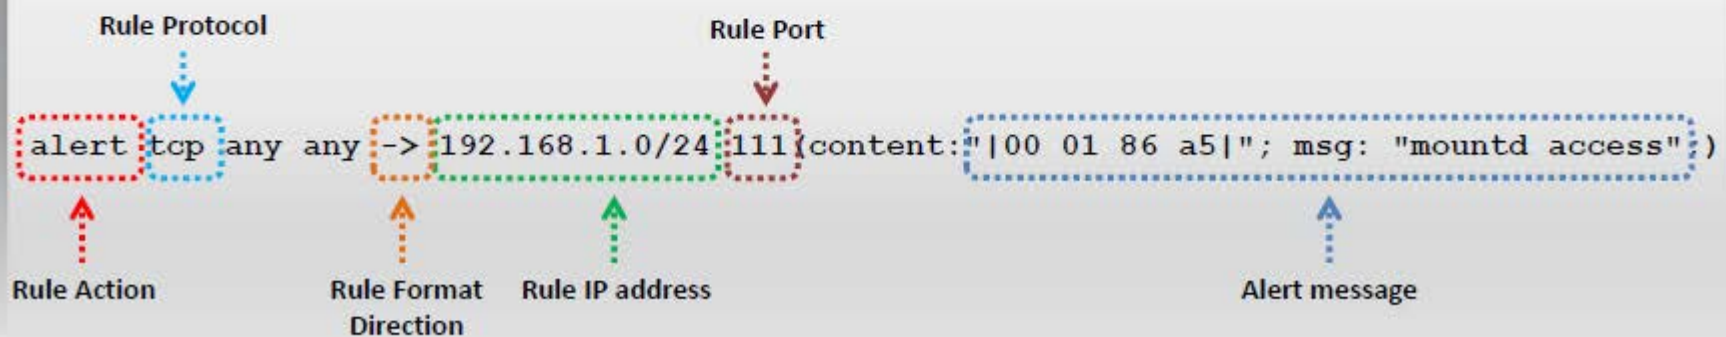 Rule Protocol
Rule Port
alert tcp any any -> 192.168.1.0/24 111(content:"|00 01 86 a5|"; msg: "mountd access";)
Rule Action
Rule Format
Direction
Rule IP address
Alert message